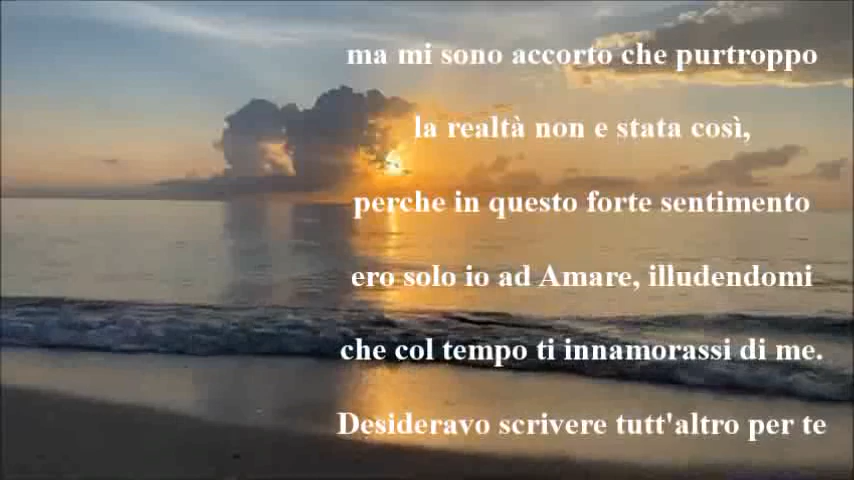 ma mi sono accorto che purtroppo
la realtà non e stata così,
perche in questo forte sentimento
ero solo io ad Amare, illudendomi
che col tempo ti innamorassi di me.
Desideravo scrivere tutt'altro per te